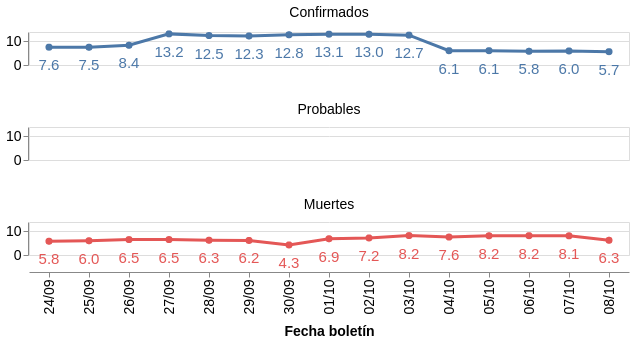 Confirmados
10
0
7.6 7.5 8.4 13.2 12.5 12.3 12.8 13.1 13.0 12.7 6.1 6.1 5.8 6.0 5.7
Probables
10
0
Muertes
10
0
5.8 6.0 6.5 6.5 6.3 6.2 4.3 6.9 7.2 8.2 7.6 8.2 8.2 8.1 6.3
24/09 25/09 26/09 27/09 28/09 29/09 30/09 01/10 02/10 03/10 04/10 05/10 06/10 07/10 08/10
Fecha boletín